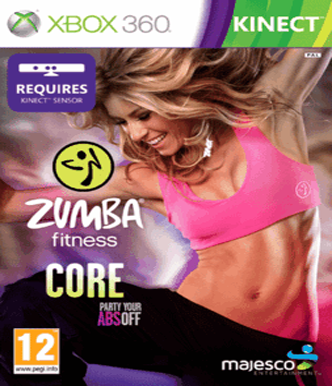 XBOX 360
KINECT
PAL
REQUIRES
KINECT SENSOR
ZUMBA
fitness
CORE
PARTY YOUR
ABS OFF
12
www.pegi.info
majesco
ENTERTAINMENT